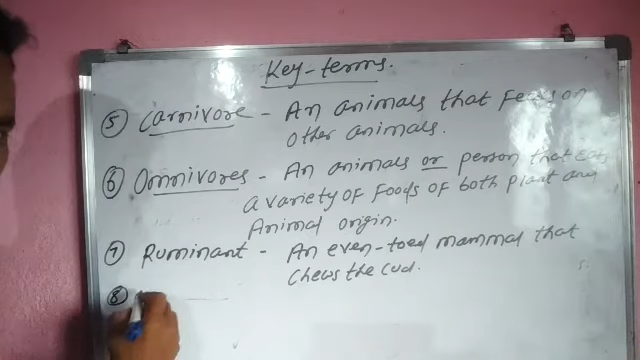 Key-terms.
⑤ Carnivore - An animals that Feeds on
other animals.
⑥ Omnivores - An animals or person that eats
a variety of foods of both plant and
Animal origin.
⑦ Ruminant - An even-toed mammal that
Chews the cud.
⑧